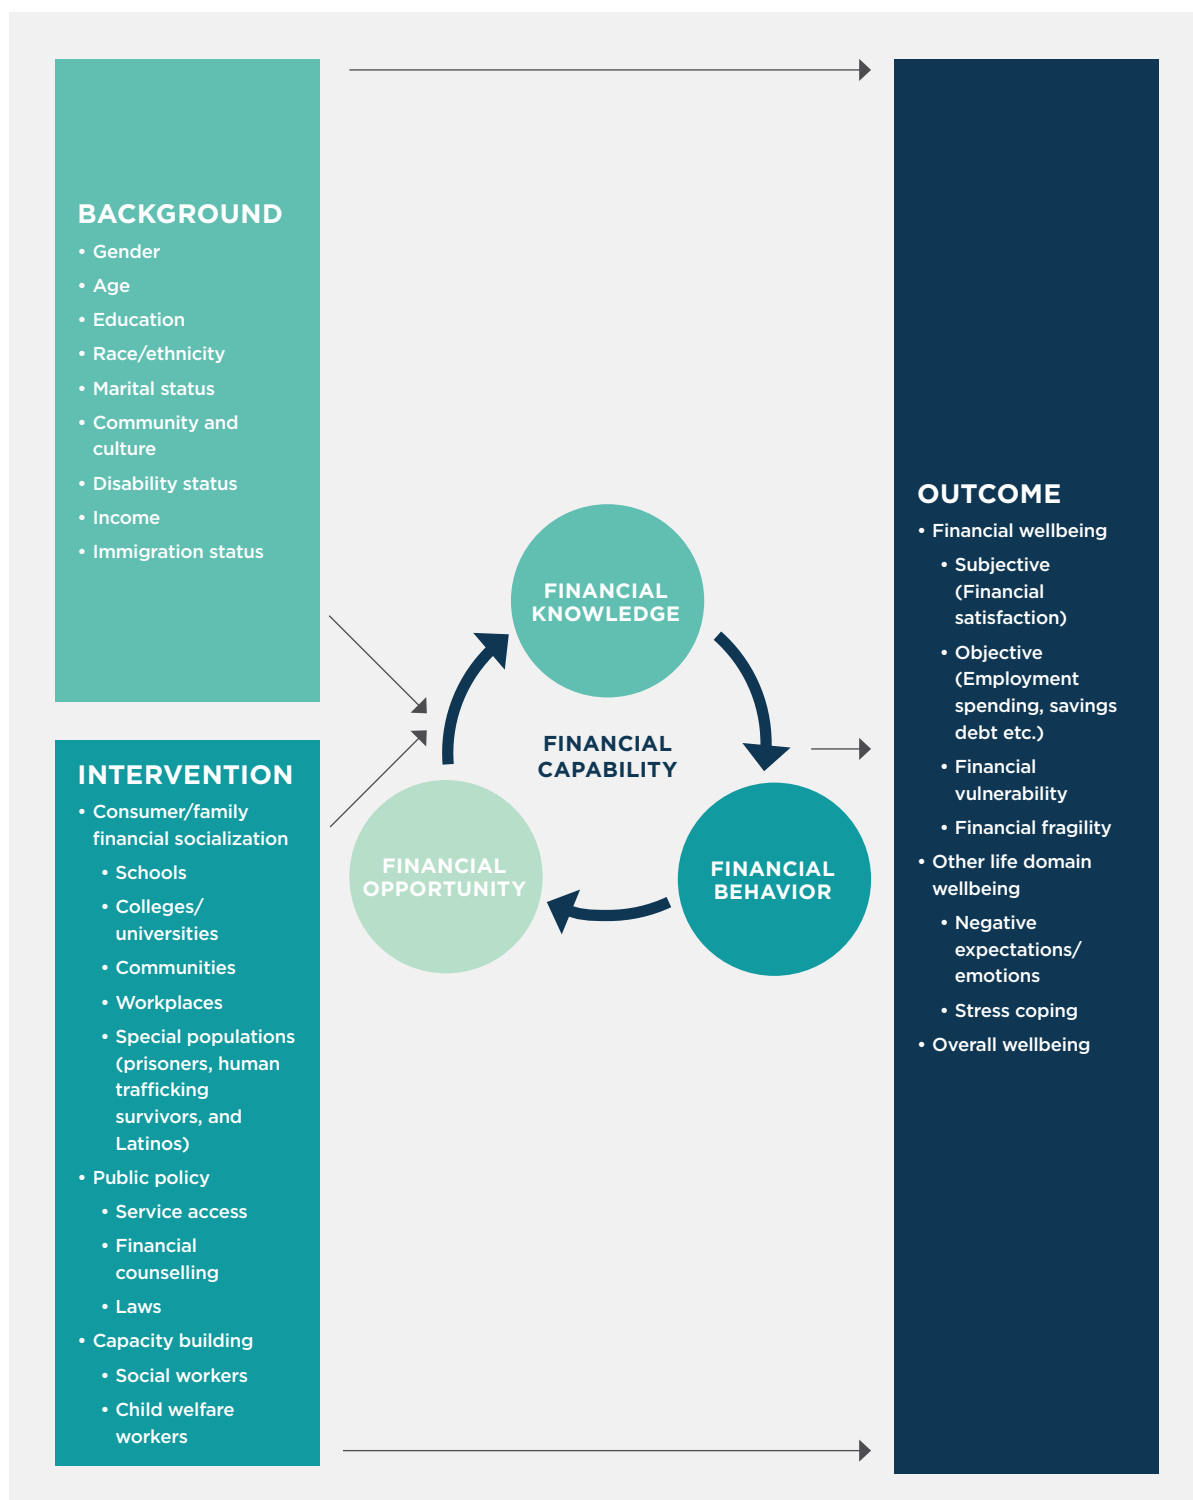 BACKGROUND
• Gender
• Age
• Education
• Race/ethnicity
• Marital status
• Community and
culture
• Disability status
• Income
• Immigration status
INTERVENTION
• Consumer/family
financial socialization
• Schools
• Colleges/
universities
• Communities
• Workplaces
• Special populations
(prisoners, human
trafficking
survivors, and
Latinos)
• Public policy
• Service access
• Financial
counselling
• Laws
• Capacity building
• Social workers
• Child welfare
workers
FINANCIAL
KNOWLEDGE
FINANCIAL
CAPABILITY
FINANCIAL
OPPORTUNITY
FINANCIAL
BEHAVIOR
OUTCOME
• Financial wellbeing
• Subjective
(Financial
satisfaction)
• Objective
(Employment
spending, savings
debt etc.)
• Financial
vulnerability
• Financial fragility
• Other life domain
wellbeing
• Negative
expectations/
emotions
• Stress coping
• Overall wellbeing